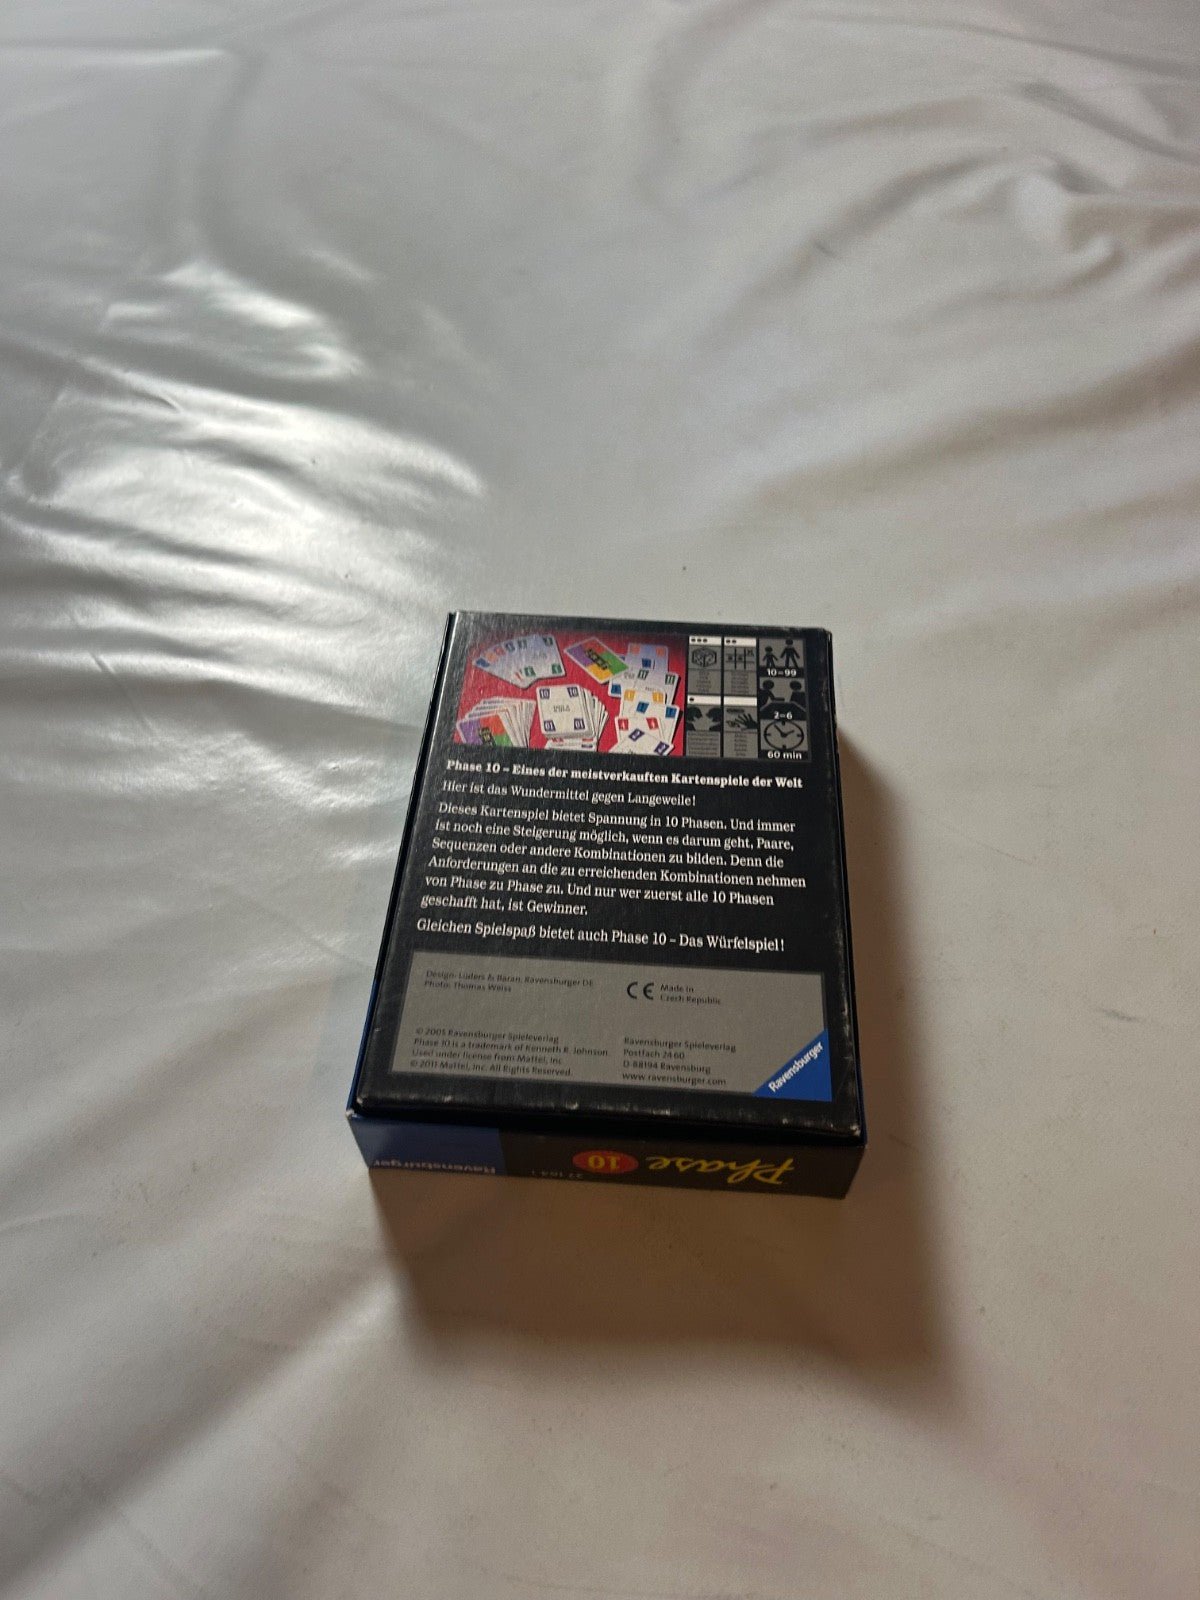 10–99
2–6
60 min
Phase 10 – Eines der meistverkauften Kartenspiele der Welt
Hier ist das Wundermittel gegen Langeweile!
Dieses Kartenspiel bietet Spannung in 10 Phasen. Und immer
ist noch eine Steigerung möglich, wenn es darum geht, Paare,
Sequenzen oder andere Kombinationen zu bilden. Denn die
Anforderungen an die zu erreichenden Kombinationen nehmen
von Phase zu Phase zu. Und nur wer zuerst alle 10 Phasen
geschafft hat, ist Gewinner.
Gleichen Spielspaß bietet auch Phase 10 – Das Würfelspiel!
Design: Lüders & Baran, Ravensburger DE
Photo: Thomas Weiss
CE Made in
Czech Republic
© 2005 Ravensburger Spieleverlag
Phase 10 is a trademark of Kenneth R. Johnson.
Used under license from Mattel, Inc.
© 2011 Mattel, Inc. All Rights Reserved.
Ravensburger Spieleverlag
Postfach 24 60
D-88194 Ravensburg
www.ravensburger.com
Ravensburger
Phase 10
Ravensburger